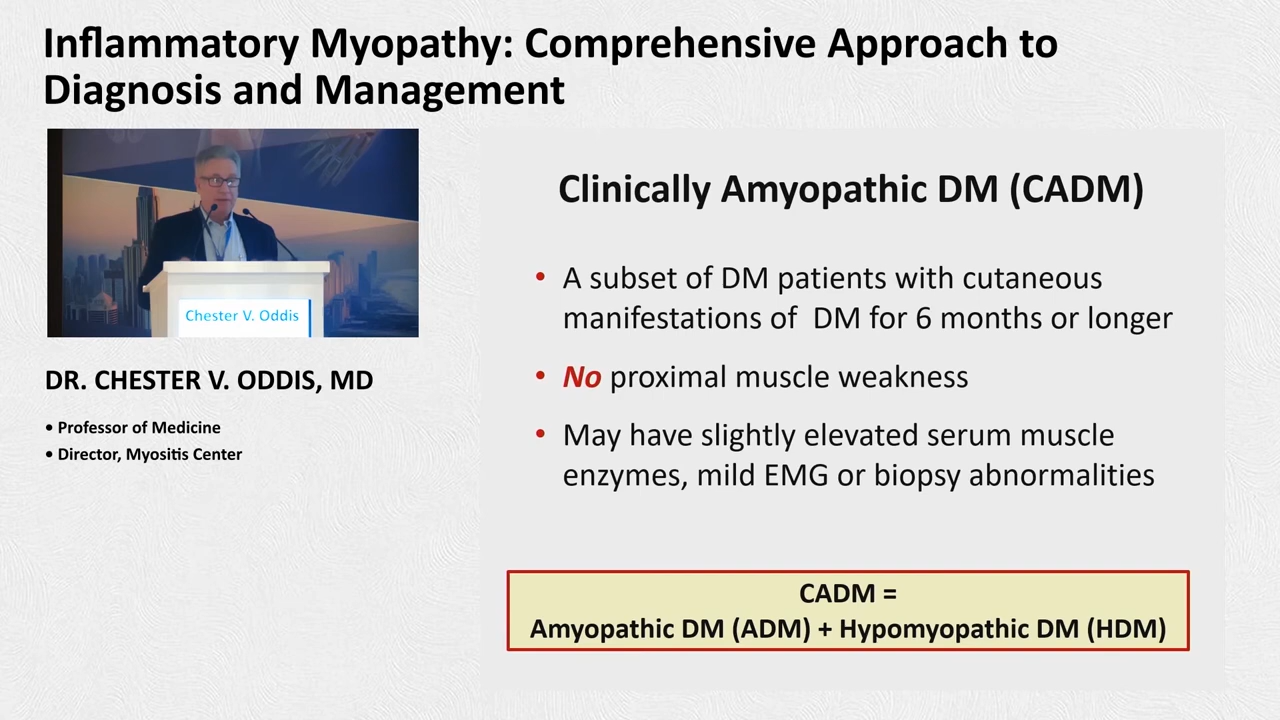 Inflammatory Myopathy: Comprehensive Approach to
Diagnosis and Management
Chester V. Oddis
DR. CHESTER V. ODDIS, MD
• Professor of Medicine
• Director, Myositis Center
Clinically Amyopathic DM (CADM)
• A subset of DM patients with cutaneous
manifestations of DM for 6 months or longer
• No proximal muscle weakness
• May have slightly elevated serum muscle
enzymes, mild EMG or biopsy abnormalities
CADM =
Amyopathic DM (ADM) + Hypomyopathic DM (HDM)